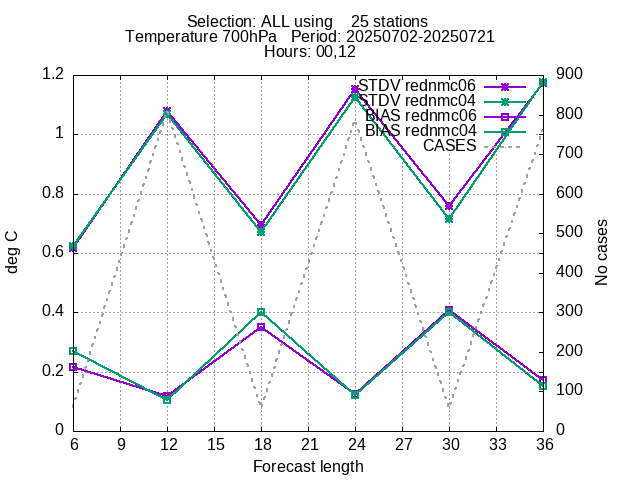 Selection: ALL using    25 stations
Temperature 700hPa   Period: 20250702-20250721
Hours: 00,12
STDV rednmc06
STDV rednmc04
BIAS rednmc06
BIAS rednmc04
CASES
1.2
1
0.8
0.6
0.4
0.2
0
deg C
900
800
700
600
500
400
300
200
100
0
No cases
6 9 12 15 18 21 24 27 30 33 36
Forecast length